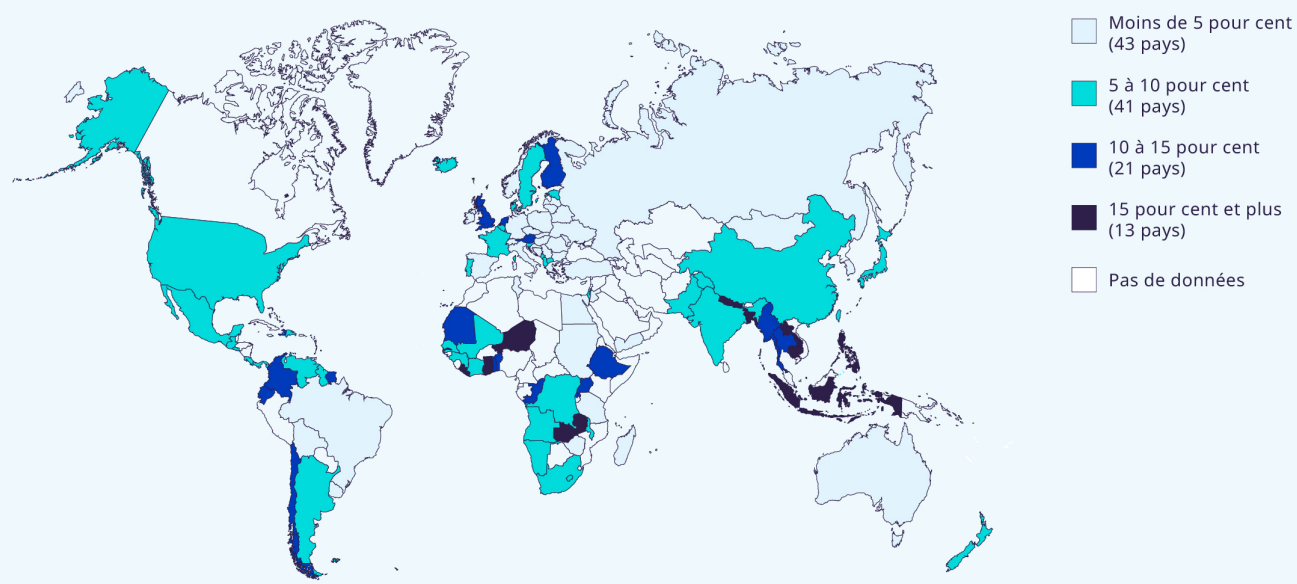 Moins de 5 pour cent
(43 pays)
5 à 10 pour cent
(41 pays)
10 à 15 pour cent
(21 pays)
15 pour cent et plus
(13 pays)
Pas de données